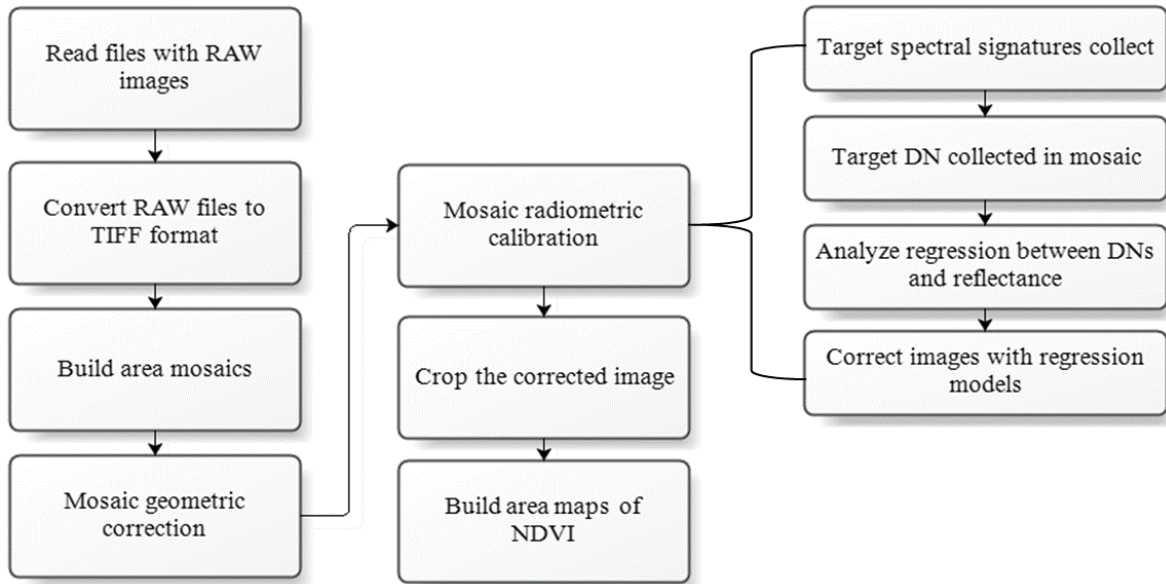 Read files with RAW
images
Convert RAW files to
TIFF format
Build area mosaics
Mosaic geometric
correction
Mosaic radiometric
calibration
Crop the corrected image
Build area maps of
NDVI
Target spectral signatures collect
Target DN collected in mosaic
Analyze regression between DNs
and reflectance
Correct images with regression
models